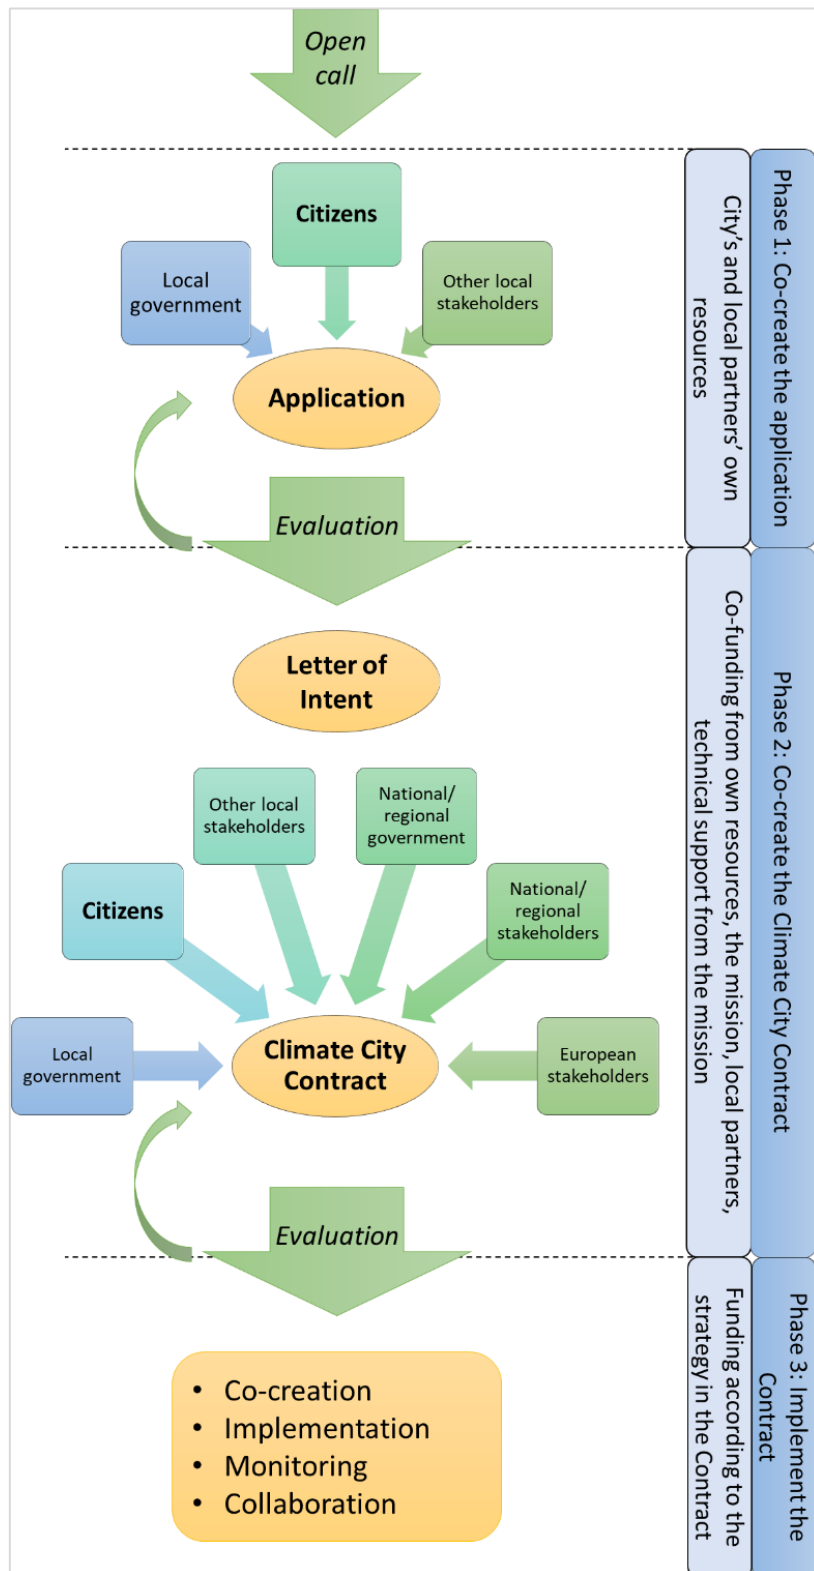 Open
call
Citizens
Local
government
Other local
stakeholders
Application
Evaluation
Phase 1: Co-create the application
City's and local partners' own
resources
Letter of
Intent
Other local
stakeholders
National/
regional
government
Citizens
National/
regional
stakeholders
Local
government
Climate City
Contract
European
stakeholders
Evaluation
Phase 2: Co-create the Climate City Contract
Co-funding from own resources, the mission, local partners,
technical support from the mission
• Co-creation
• Implementation
• Monitoring
• Collaboration
Phase 3: Implement the
Contract
Funding according to the
strategy in the Contract